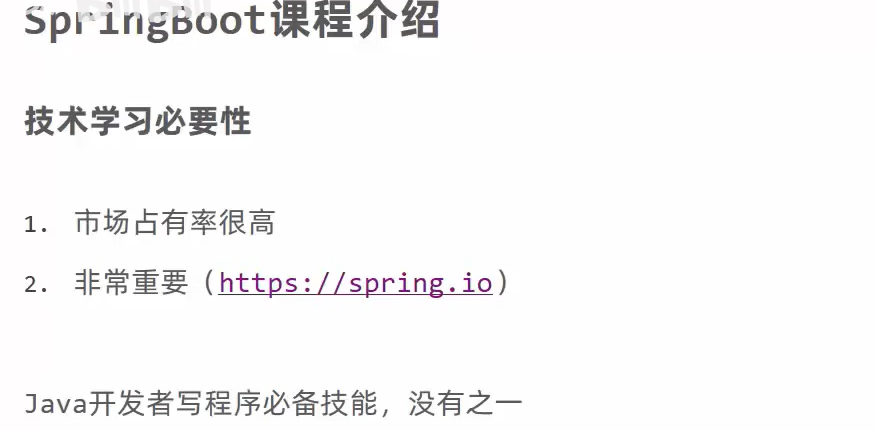 SpringBoot课程介绍
技术学习必要性
1. 市场占有率很高
2. 非常重要（https://spring.io）
Java开发者写程序必备技能，没有之一